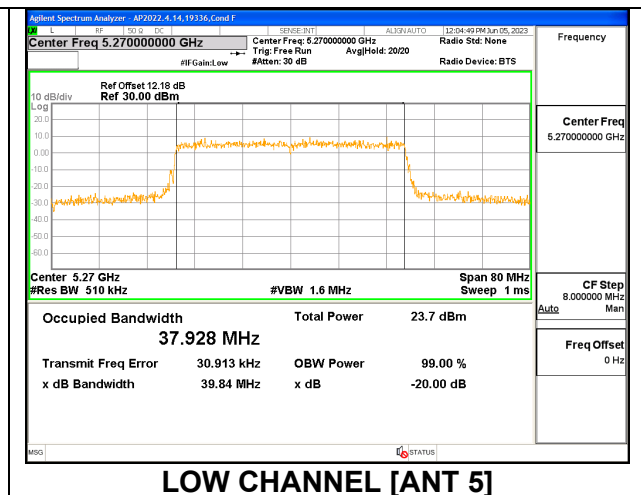 Agilent Spectrum Analyzer - AP2022.4.14,19336,Cond F
LXI L RF 50 Ω DC SENSE:INT ALIGN AUTO 12:04:49 PM Jun 05, 2023
Center Freq 5.270000000 GHz Center Freq: 5.270000000 GHz Radio Std: None Frequency
Trig: Free Run Avg|Hold: 20/20
#IFGain:Low #Atten: 30 dB Radio Device: BTS
Ref Offset 12.18 dB
10 dB/div Ref 30.00 dBm
Log
20.0
10.0
0.00
-10.0
-20.0
-30.0
-40.0
-50.0
-60.0
Center Freq
5.270000000 GHz
Center 5.27 GHz Span 80 MHz
#Res BW 510 kHz #VBW 1.6 MHz Sweep 1 ms
CF Step
8.000000 MHz
Auto Man
Occupied Bandwidth Total Power 23.7 dBm
37.928 MHz
Freq Offset
0 Hz
Transmit Freq Error 30.913 kHz OBW Power 99.00 %
x dB Bandwidth 39.84 MHz x dB -20.00 dB
MSG STATUS
LOW CHANNEL [ANT 5]